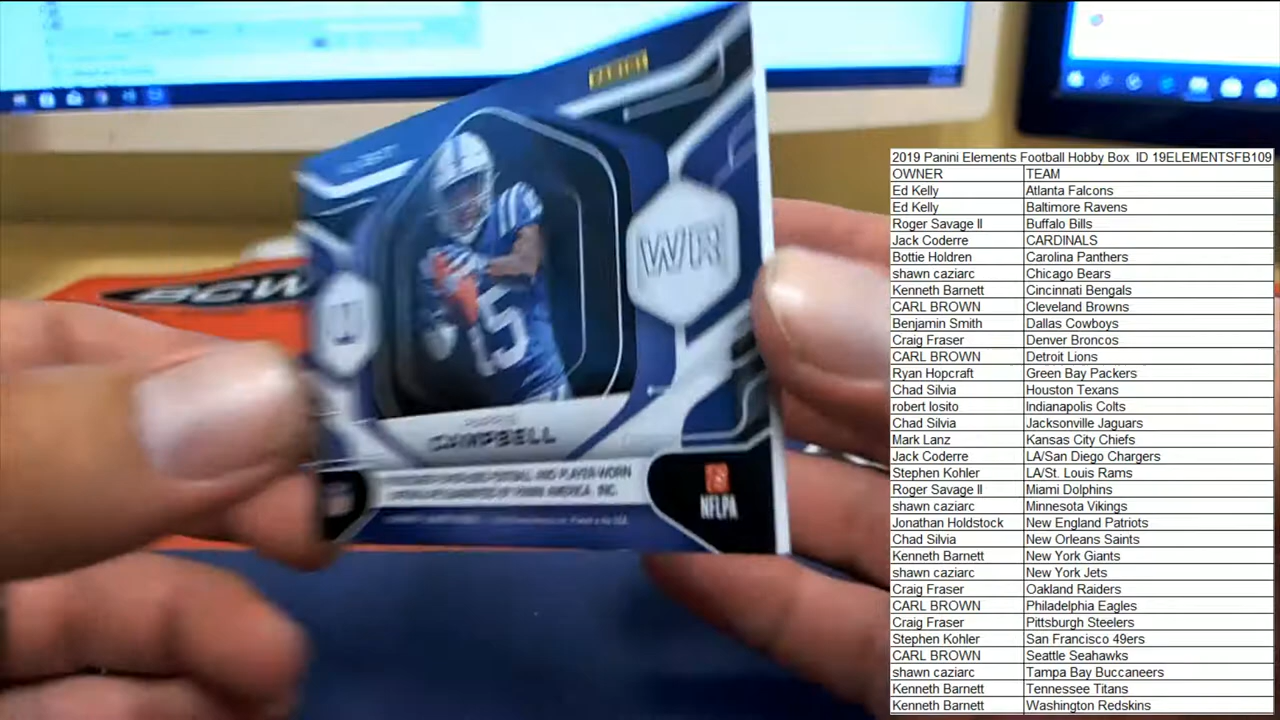 2019 Panini Elements Football Hobby Box ID 19ELEMENTSFB109
OWNER TEAM
Ed Kelly Atlanta Falcons
Ed Kelly Baltimore Ravens
Roger Savage II Buffalo Bills
Jack Coderre CARDINALS
Bottie Holdren Carolina Panthers
shawn caziarc Chicago Bears
Kenneth Barnett Cincinnati Bengals
CARL BROWN Cleveland Browns
Benjamin Smith Dallas Cowboys
Craig Fraser Denver Broncos
CARL BROWN Detroit Lions
Ryan Hopcraft Green Bay Packers
Chad Silvia Houston Texans
robert losito Indianapolis Colts
Chad Silvia Jacksonville Jaguars
Mark Lanz Kansas City Chiefs
Jack Coderre LA/San Diego Chargers
Stephen Kohler LA/St. Louis Rams
Roger Savage II Miami Dolphins
shawn caziarc Minnesota Vikings
Jonathan Holdstock New England Patriots
Chad Silvia New Orleans Saints
Kenneth Barnett New York Giants
shawn caziarc New York Jets
Craig Fraser Oakland Raiders
CARL BROWN Philadelphia Eagles
Craig Fraser Pittsburgh Steelers
Stephen Kohler San Francisco 49ers
CARL BROWN Seattle Seahawks
shawn caziarc Tampa Bay Buccaneers
Kenneth Barnett Tennessee Titans
Kenneth Barnett Washington Redskins
WR
15
CAMPBELL
AND PLAYER-WORN
INC.
NFLPA
BCW